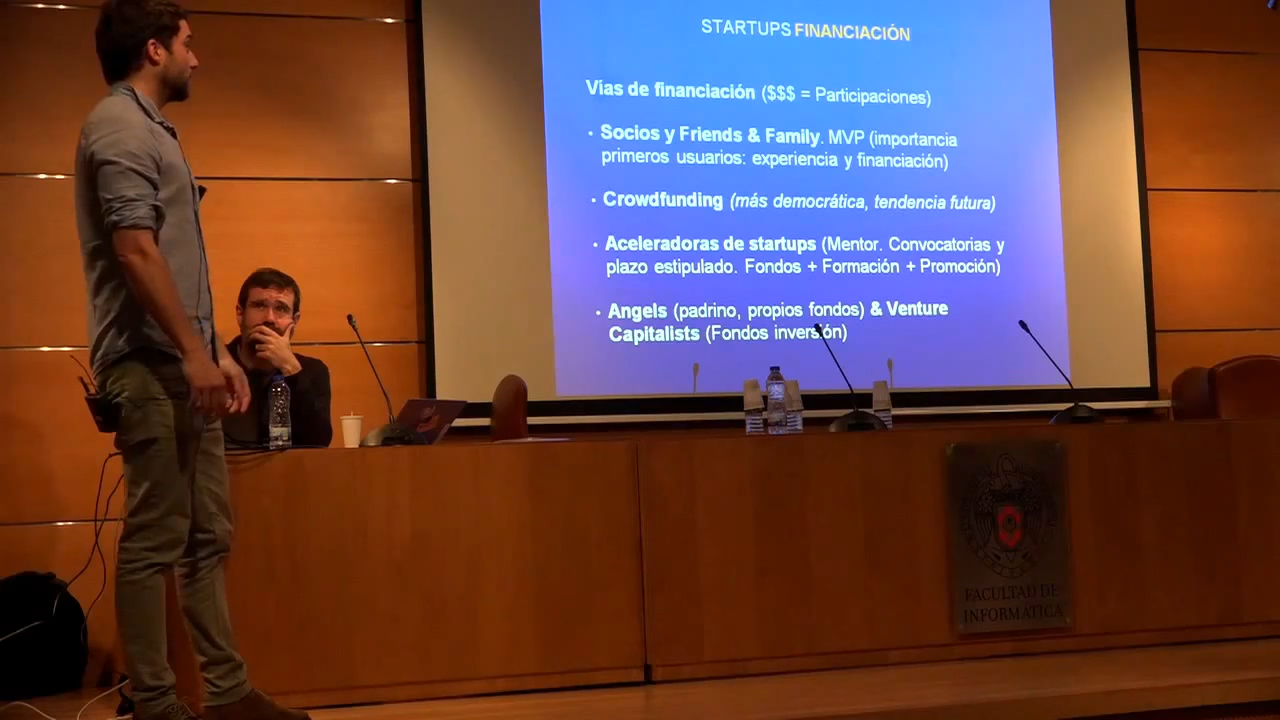 STARTUPS FINANCIACIÓN
Vías de financiación ($$$ = Participaciones)
• Socios y Friends & Family. MVP (importancia
primeros usuarios: experiencia y financiación)
• Crowdfunding (más democrática, tendencia futura)
• Aceleradoras de startups (Mentor. Convocatorias y
plazo estipulado. Fondos + Formación + Promoción)
• Angels (padrino, propios fondos) & Venture
Capitalists (Fondos inversión)
FACULTAD DE
INFORMATICA